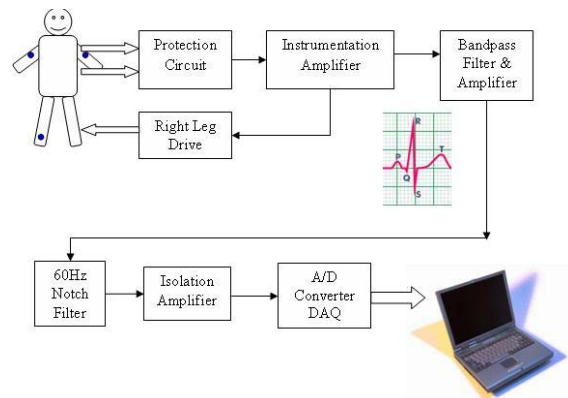 Protection
Circuit
Instrumentation
Amplifier
Bandpass
Filter &
Amplifier
Right Leg
Drive
R
P
T
Q
S
60Hz
Notch
Filter
Isolation
Amplifier
A/D
Converter
DAQ